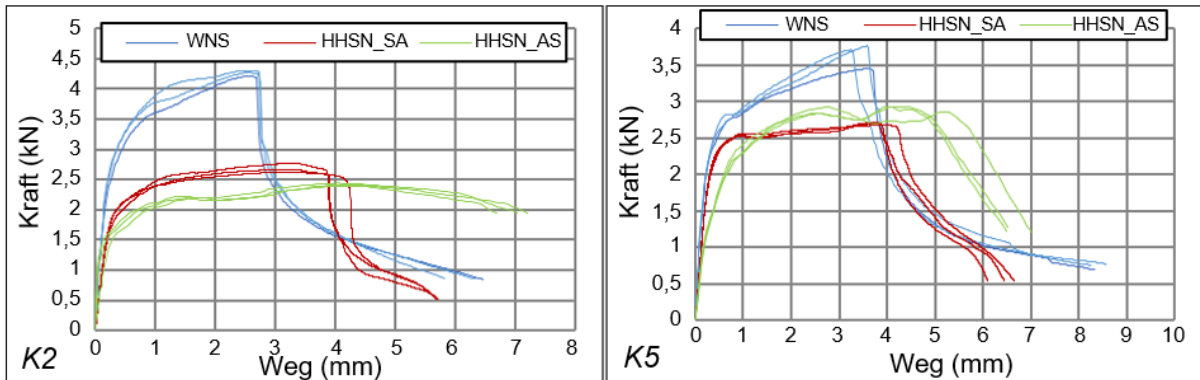 WNS HHSN_SA HHSN_AS
Kraft (kN)
5
4,5
4
3,5
3
2,5
2
1,5
1
0,5
0
0 1 2 3 4 5 6 7 8
K2 Weg (mm)
WNS HHSN_SA HHSN_AS
Kraft (kN)
4
3,5
3
2,5
2
1,5
1
0,5
0
0 1 2 3 4 5 6 7 8 9 10
K5 Weg (mm)